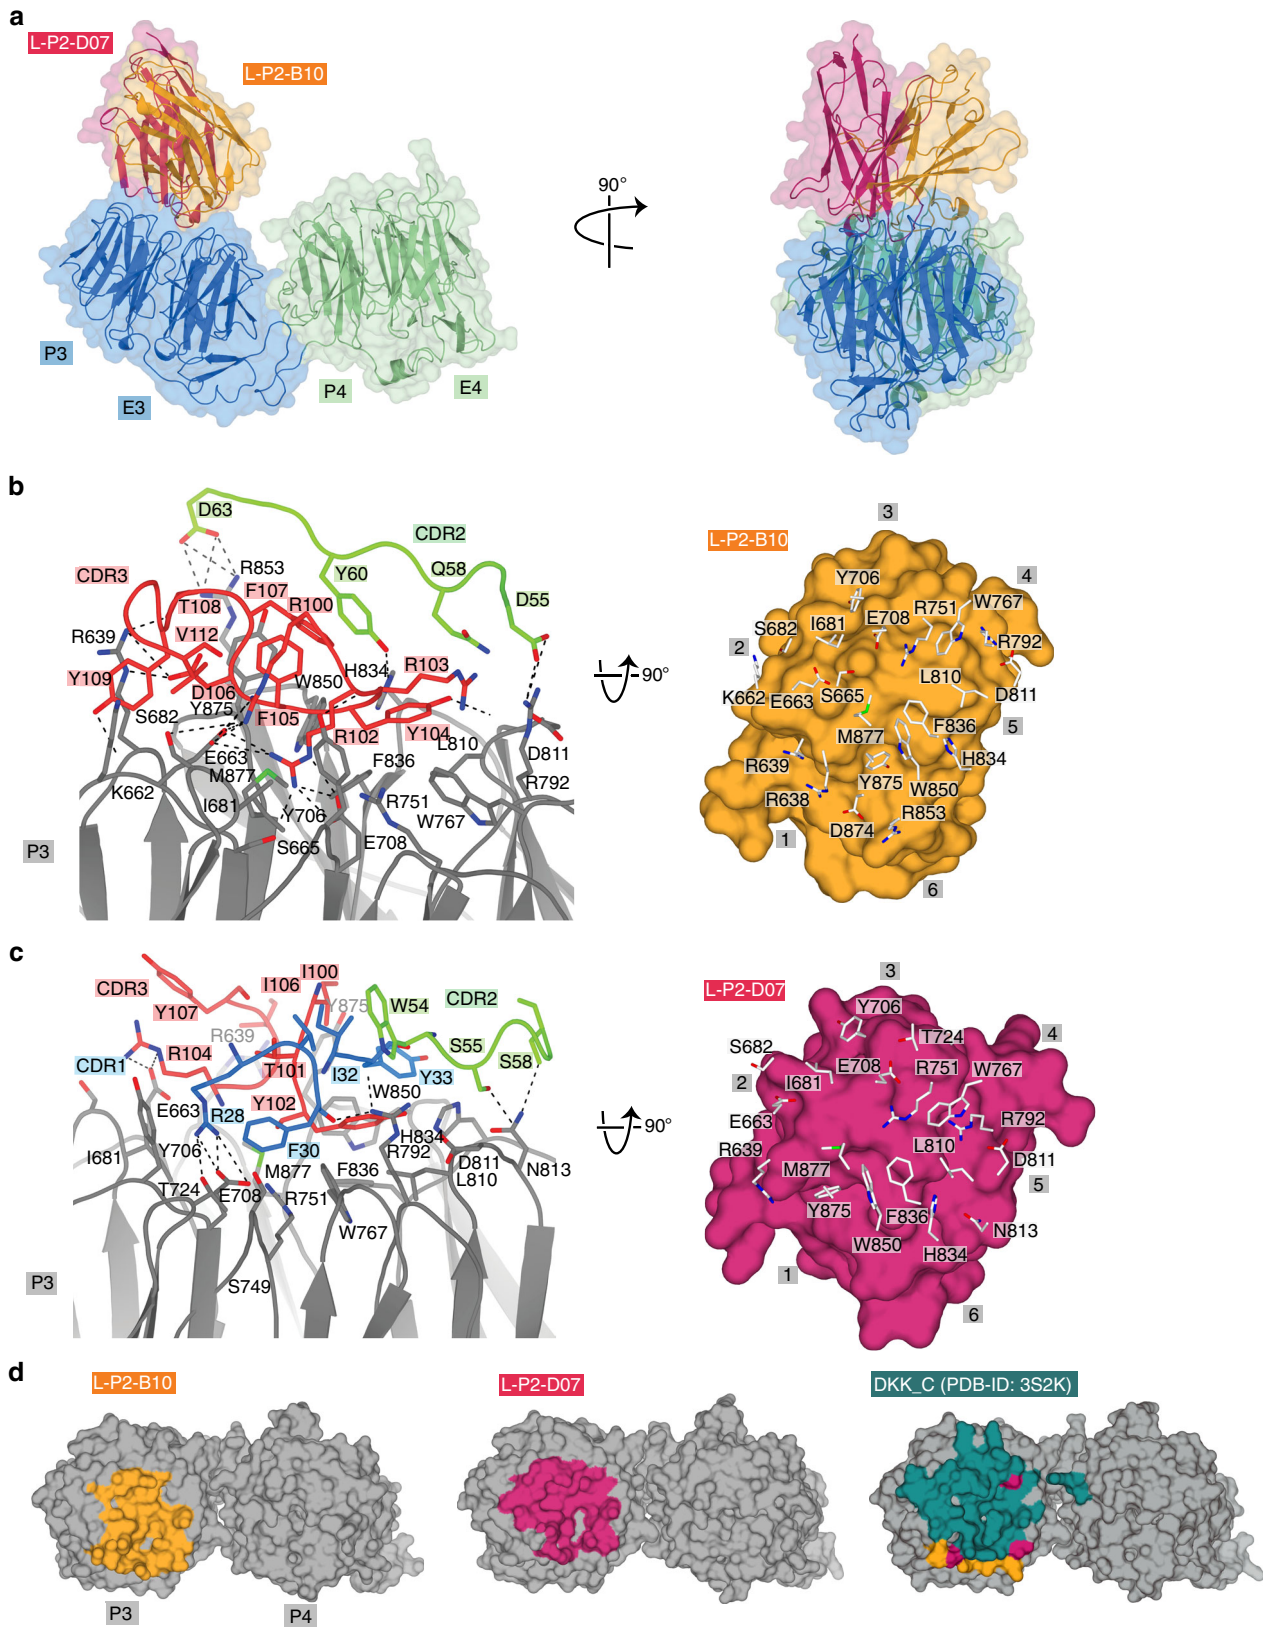 a
L-P2-D07
L-P2-B10
90°
P3
E3
P4
E4
b
D63
CDR2
R853
CDR3
F107
Y60
Q58
T108
R100
D55
R639
V112
H834
R103
Y109
D106
W850
S682
Y875
F105
R102
Y104
L810
E663
D811
M877
F836
K662
I681
R792
Y706
R751
W767
S665
E708
P3
90°
L-P2-B10
3
4
Y706
R751
W767
E708
S682
I681
R792
2
L810
K662
E663
S665
D811
F836
5
M877
H834
R639
Y875
W850
R638
R853
D874
1
6
c
I100
CDR3
I106
Y875
W54
CDR2
Y107
R639
S55
CDR1
R104
T101
I32
S58
Y33
Y102
W850
E663
R28
H834
I681
Y706
F30
R792
D811
N813
M877
F836
L810
T724
E708
R751
W767
P3
S749
90°
L-P2-D07
3
Y706
4
T724
S682
E708
R751
W767
2
I681
E663
R792
L810
R639
D811
M877
5
Y875
F836
N813
W850
H834
1
6
d
L-P2-B10
L-P2-D07
DKK_C (PDB-ID: 3S2K)
P3
P4